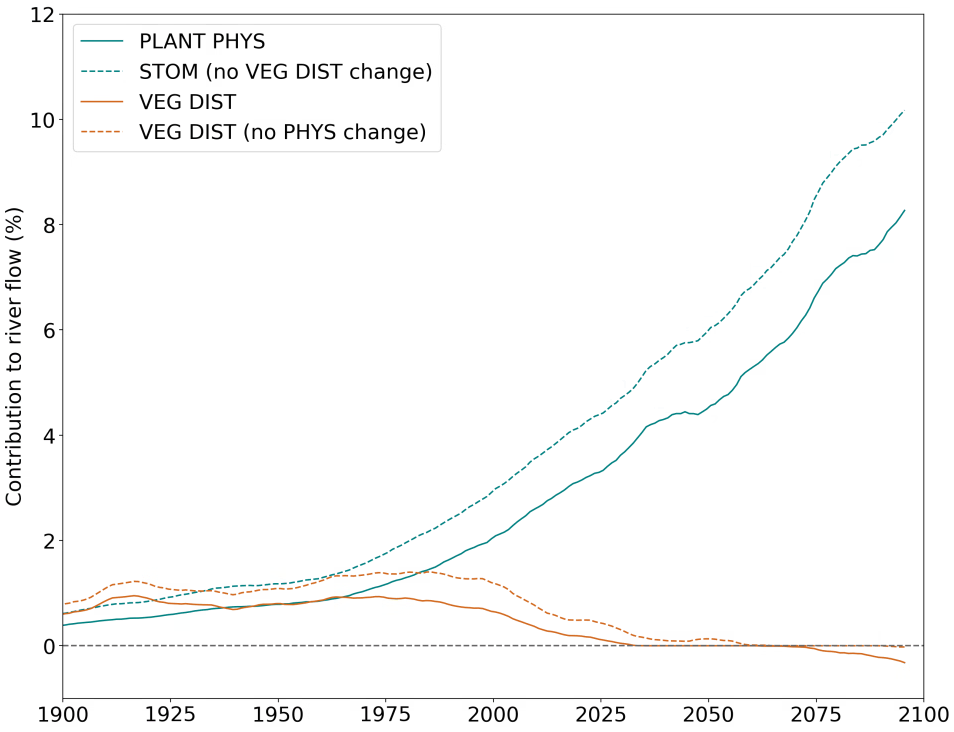 12
10
8
6
4
2
0
Contribution to river flow (%)
PLANT PHYS
STOM (no VEG DIST change)
VEG DIST
VEG DIST (no PHYS change)
1900 1925 1950 1975 2000 2025 2050 2075 2100